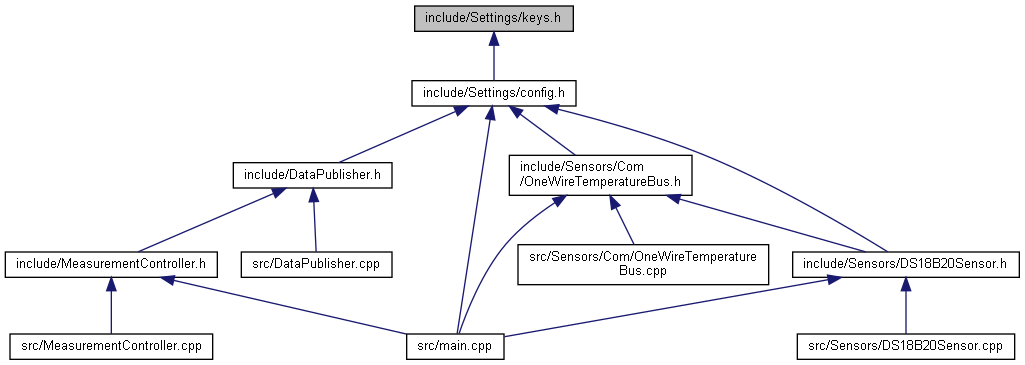 include/Settings/keys.h
include/Settings/config.h
include/DataPublisher.h
include/Sensors/Com
/OneWireTemperatureBus.h
include/MeasurementController.h
src/DataPublisher.cpp
src/Sensors/Com/OneWireTemperature
Bus.cpp
include/Sensors/DS18B20Sensor.h
src/MeasurementController.cpp
src/main.cpp
src/Sensors/DS18B20Sensor.cpp